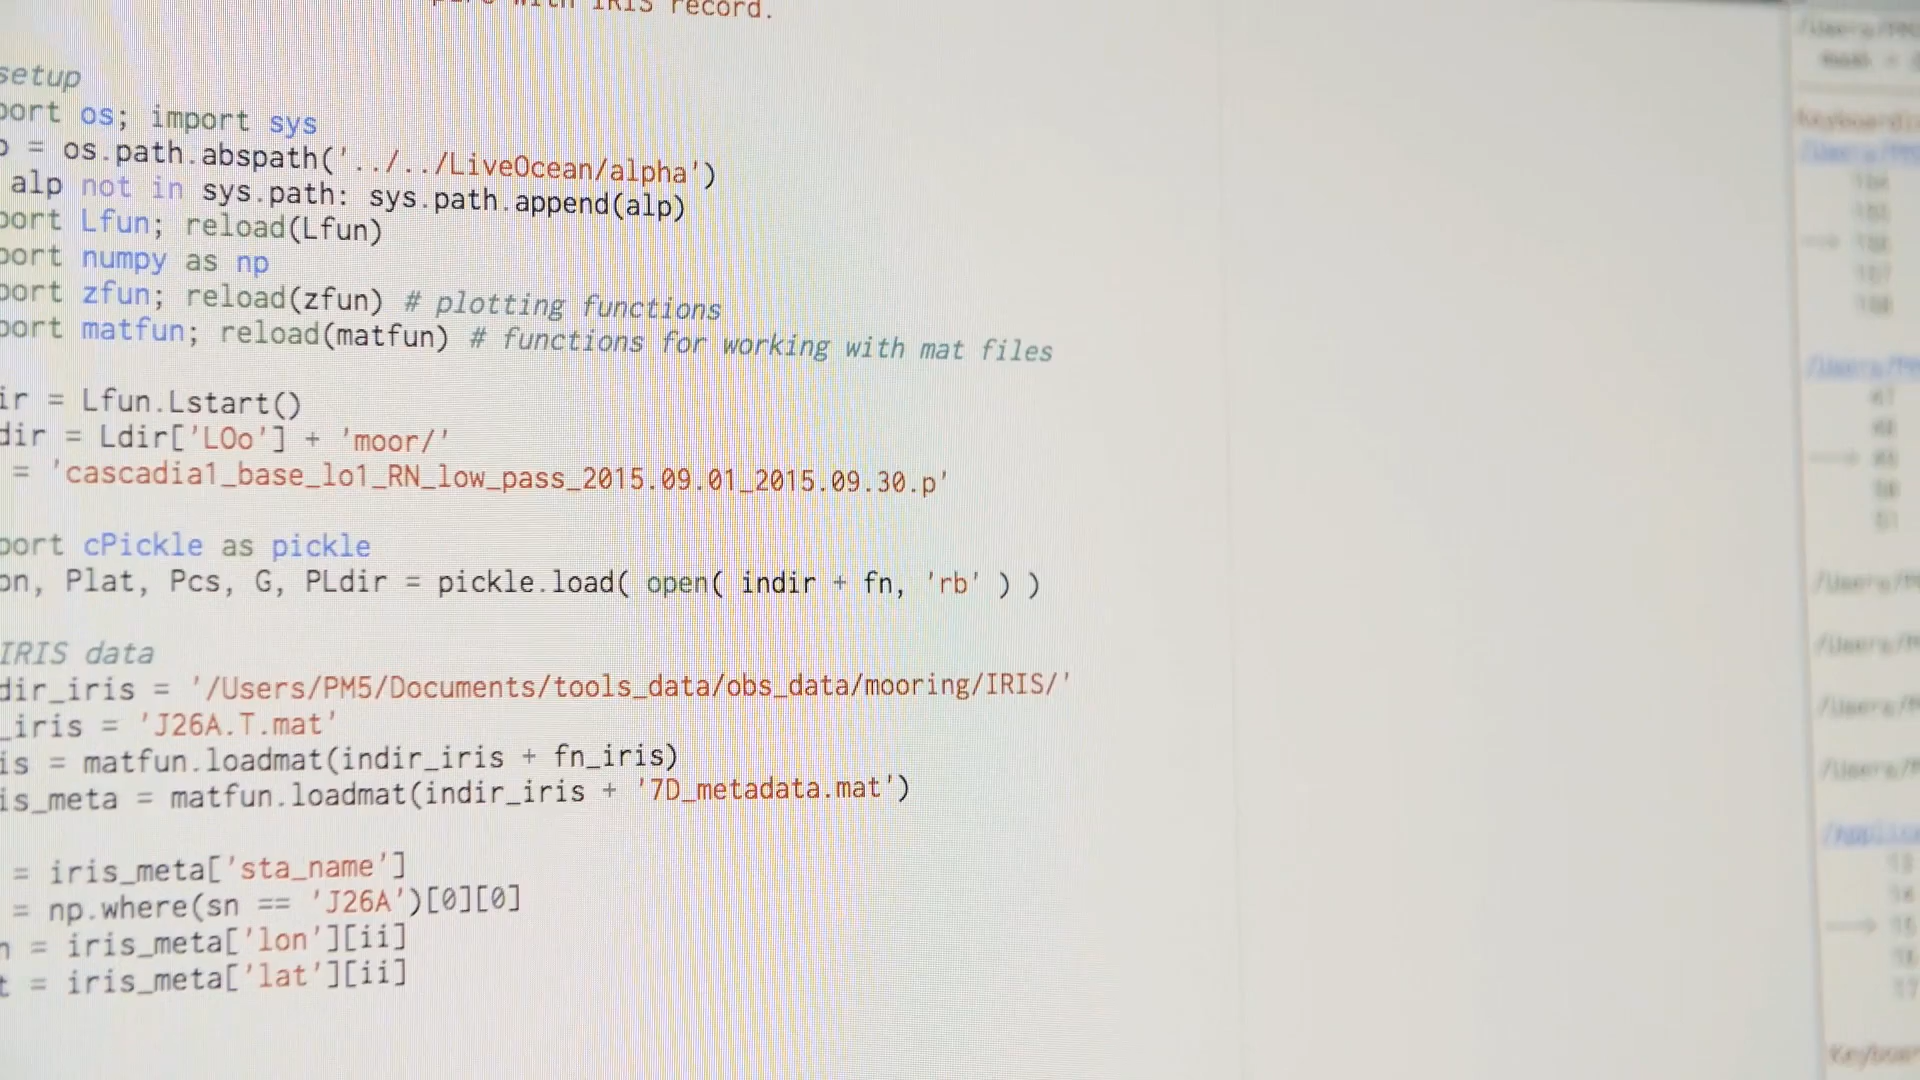 with IRIS record.
setup
port os; import sys
p = os.path.abspath('../../LiveOcean/alpha')
alp not in sys.path: sys.path.append(alp)
port Lfun; reload(Lfun)
port numpy as np
port zfun; reload(zfun) # plotting functions
port matfun; reload(matfun) # functions for working with mat files
ir = Lfun.Lstart()
dir = Ldir['LOo'] + 'moor/'
= 'cascadia1_base_lo1_RN_low_pass_2015.09.01_2015.09.30.p'
port cPickle as pickle
on, Plat, Pcs, G, PLdir = pickle.load( open( indir + fn, 'rb' ) )
IRIS data
dir_iris = '/Users/PM5/Documents/tools_data/obs_data/mooring/IRIS/'
_iris = 'J26A.T.mat'
is = matfun.loadmat(indir_iris + fn_iris)
is_meta = matfun.loadmat(indir_iris + '7D_metadata.mat')
= iris_meta['sta_name']
= np.where(sn == 'J26A')[0][0]
n = iris_meta['lon'][ii]
t = iris_meta['lat'][ii]